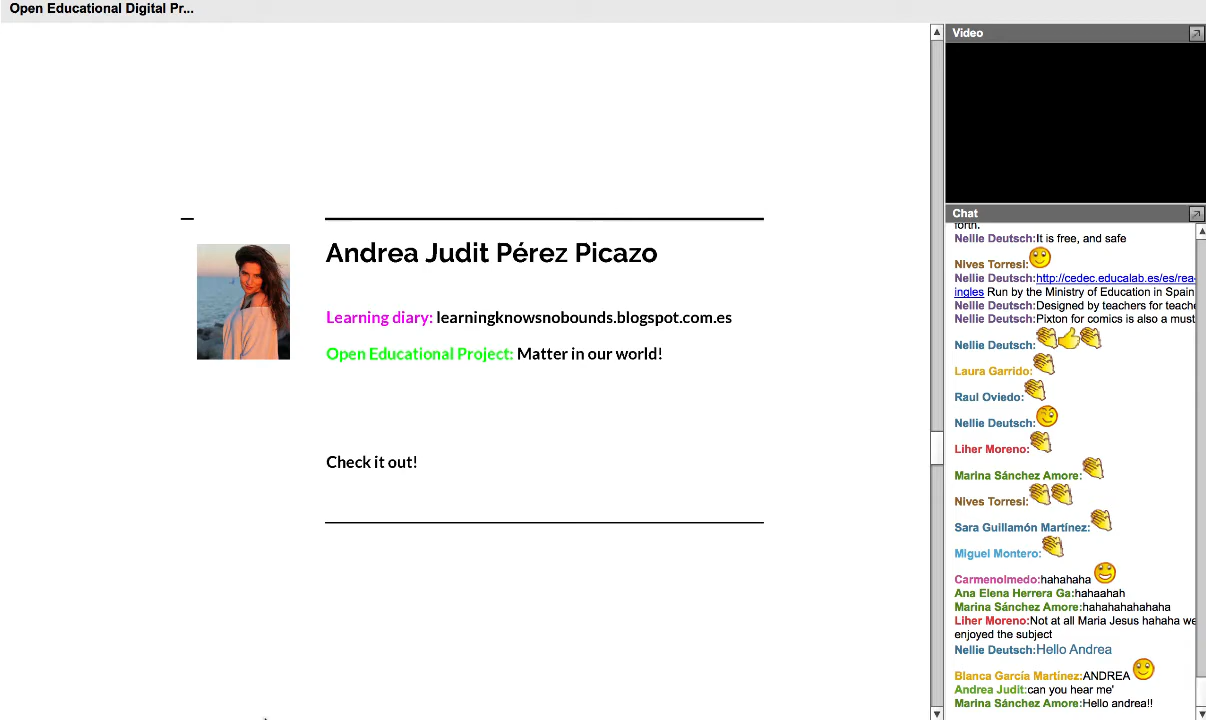 Open Educational Digital Pr...
Andrea Judit Pérez Picazo
Learning diary: learningknowsnobounds.blogspot.com.es
Open Educational Project: Matter in our world!
Check it out!
Video
Chat
forth.
Nellie Deutsch:It is free, and safe
Nives Torresi:
Nellie Deutsch:http://cedec.educalab.es/es/rea-
ingles Run by the Ministry of Education in Spain
Nellie Deutsch:Designed by teachers for teache
Nellie Deutsch:Pixton for comics is also a must
Nellie Deutsch:
Laura Garrido:
Raul Oviedo:
Nellie Deutsch:
Liher Moreno:
Marina Sánchez Amore:
Nives Torresi:
Sara Guillamón Martínez:
Miguel Montero:
Carmenolmedo:hahahaha
Ana Elena Herrera Ga:hahaahah
Marina Sánchez Amore:hahahahahahaha
Liher Moreno:Not at all Maria Jesus hahaha we
enjoyed the subject
Nellie Deutsch:Hello Andrea
Blanca García Martínez:ANDREA
Andrea Judit:can you hear me'
Marina Sánchez Amore:Hello andrea!!